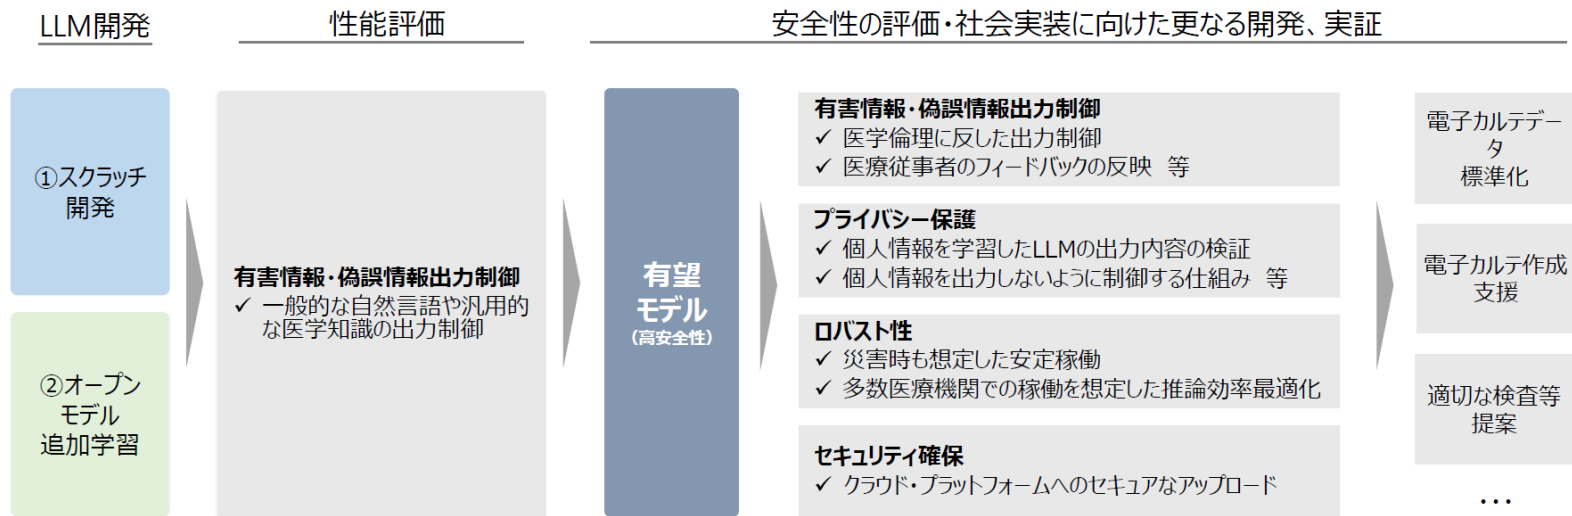 LLM開発
性能評価
安全性の評価・社会実装に向けた更なる開発、実証
①スクラッチ
開発
②オープン
モデル
追加学習
有害情報・偽誤情報出力制御
✓ 一般的な自然言語や汎用的
な医学知識の出力制御
有望
モデル
（高安全性）
有害情報・偽誤情報出力制御
✓ 医学倫理に反した出力制御
✓ 医療従事者のフィードバックの反映　等
プライバシー保護
✓ 個人情報を学習したLLMの出力内容の検証
✓ 個人情報を出力しないように制御する仕組み　等
ロバスト性
✓ 災害時も想定した安定稼働
✓ 多数医療機関での稼働を想定した推論効率最適化
セキュリティ確保
✓ クラウド・プラットフォームへのセキュアなアップロード
電子カルテデー
タ
標準化
電子カルテ作成
支援
適切な検査等
提案
…